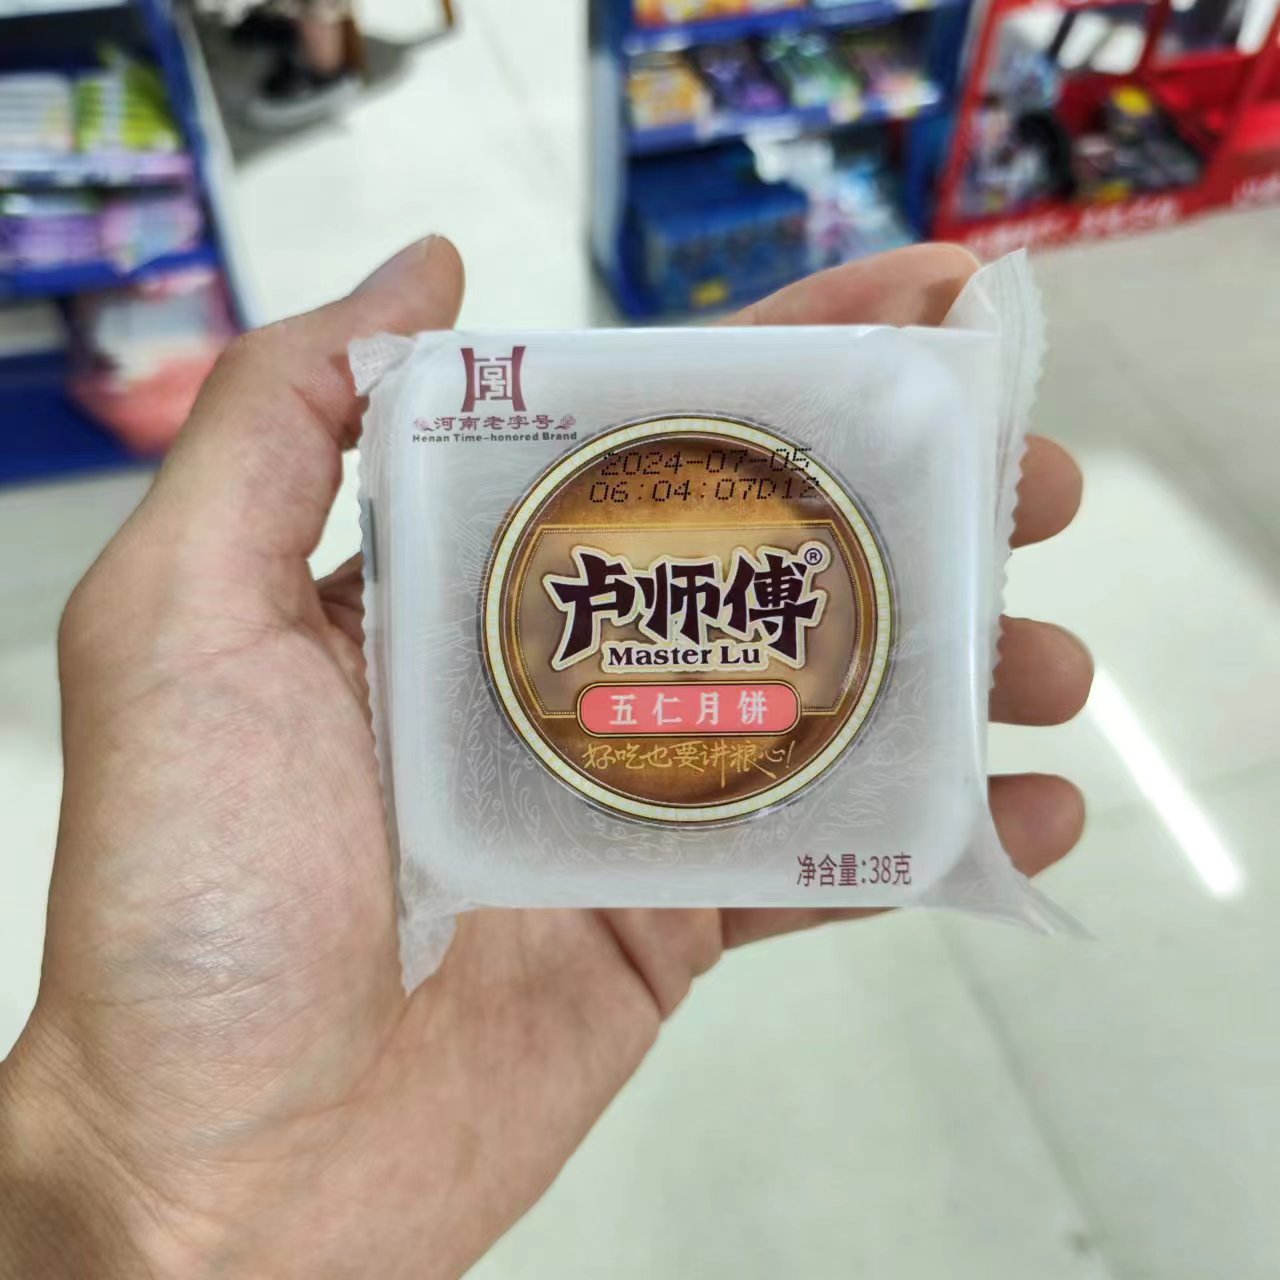 河南老字号
Henan Time-honored Brand
2024-07-05
06:04:07D12
卢师傅®
Master Lu
五仁月饼
好吃也要讲粮心!
净含量:38克